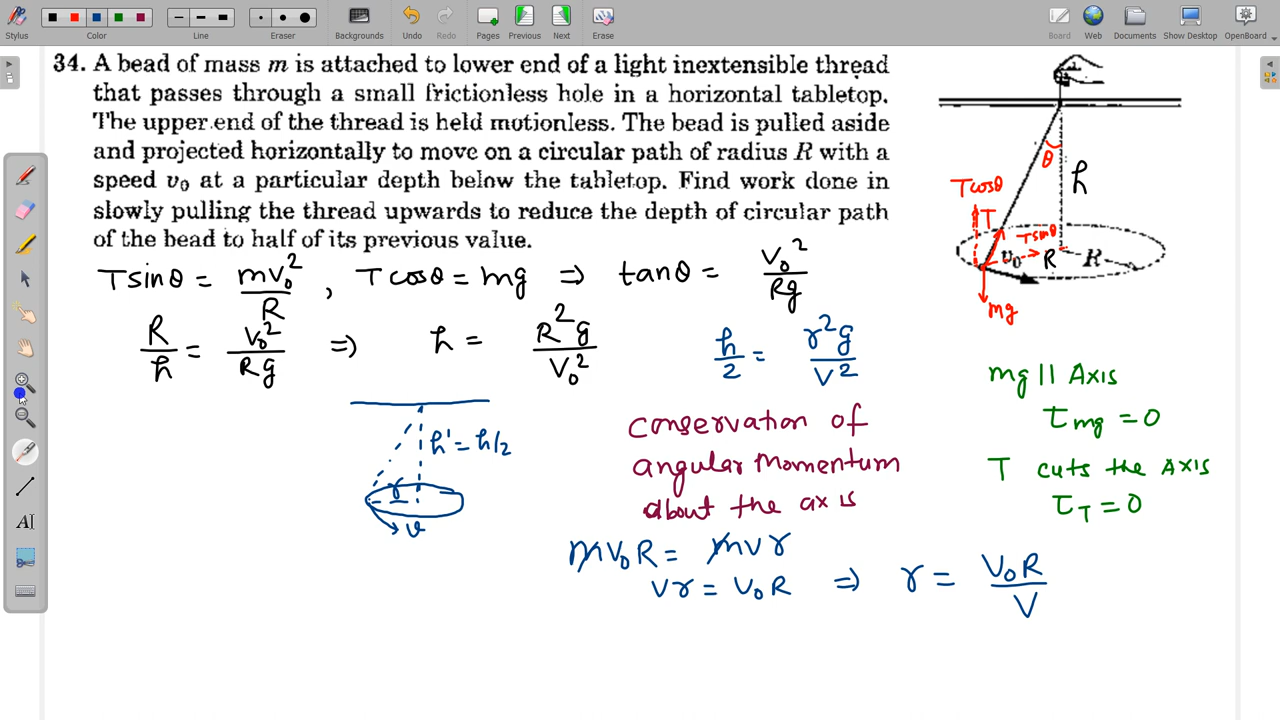 Stylus Color Line Eraser Backgrounds Undo Redo Pages Previous Next Erase Board Web Documents Show Desktop OpenBoard
34. A bead of mass m is attached to lower end of a light inextensible thread
that passes through a small frictionless hole in a horizontal tabletop.
The upper end of the thread is held motionless. The bead is pulled aside
and projected horizontally to move on a circular path of radius R with a
speed v₀ at a particular depth below the tabletop. Find work done in
slowly pulling the thread upwards to reduce the depth of circular path
of the bead to half of its previous value.
θ
h
Tcosθ
T
Tsinθ
v₀ R R
mg
Tsinθ = mv₀²/R , Tcosθ = mg ⇒ tanθ = v₀²/Rg
R/h = v₀²/Rg ⇒ h = R²g/v₀²
h/2 = r²g/v²
h' = h/2
r
v
conservation of
angular momentum
about the axis
mv₀R = mvr
vr = v₀R ⇒ r = v₀R/v
mg || Axis
τmg = 0
T cuts the Axis
τT = 0